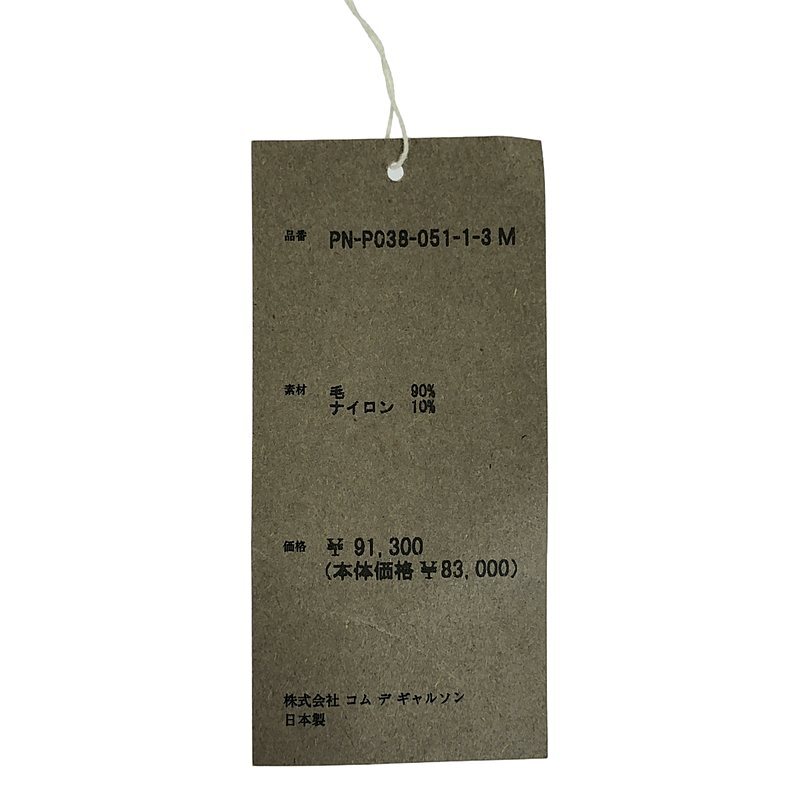 品番 PN-P038-051-1-3 M
素材 毛 90%
ナイロン 10%
価格 ¥ 91,300
(本体価格 ¥83,000)
株式会社 コム デ ギャルソン
日本製